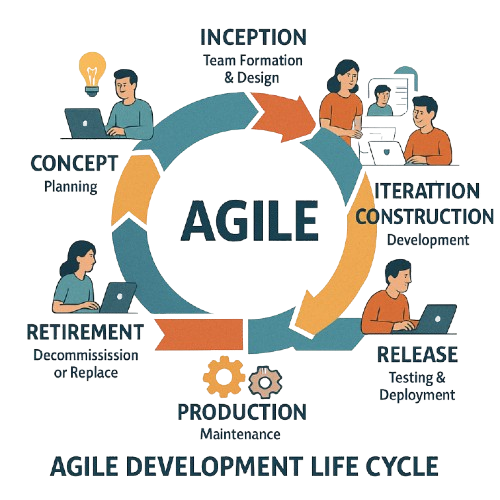 INCEPTION
Team Formation
& Design
CONCEPT
Planning
AGILE
ITERATTION
CONSTRUCTION
Development
RETIREMENT
Decommissission
or Replace
RELEASE
Testing &
Deployment
PRODUCTION
Maintenance
AGILE DEVELOPMENT LIFE CYCLE